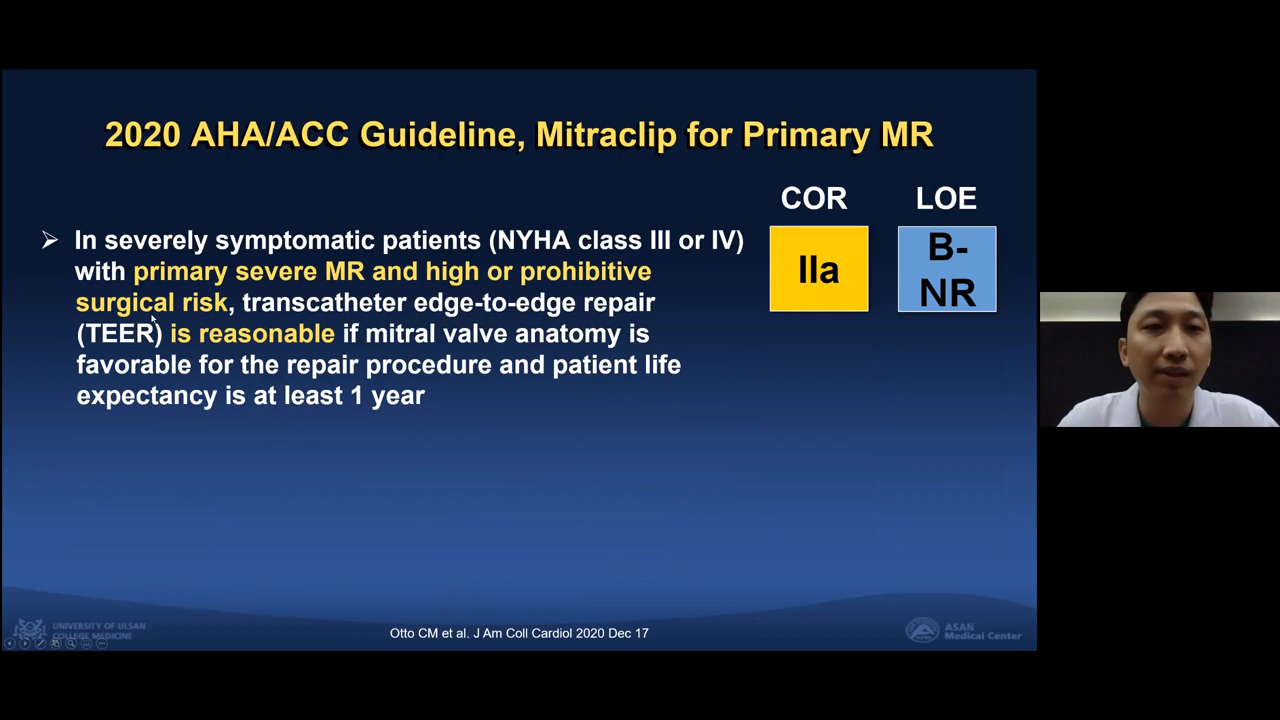 2020 AHA/ACC Guideline, Mitraclip for Primary MR
COR LOE
In severely symptomatic patients (NYHA class III or IV)
with primary severe MR and high or prohibitive
surgical risk, transcatheter edge-to-edge repair
(TEER) is reasonable if mitral valve anatomy is
favorable for the repair procedure and patient life
expectancy is at least 1 year
IIa
B-
NR
UNIVERSITY OF ULSAN
COLLEGE MEDICINE
Otto CM et al. J Am Coll Cardiol 2020 Dec 17
ASAN
Medical Center